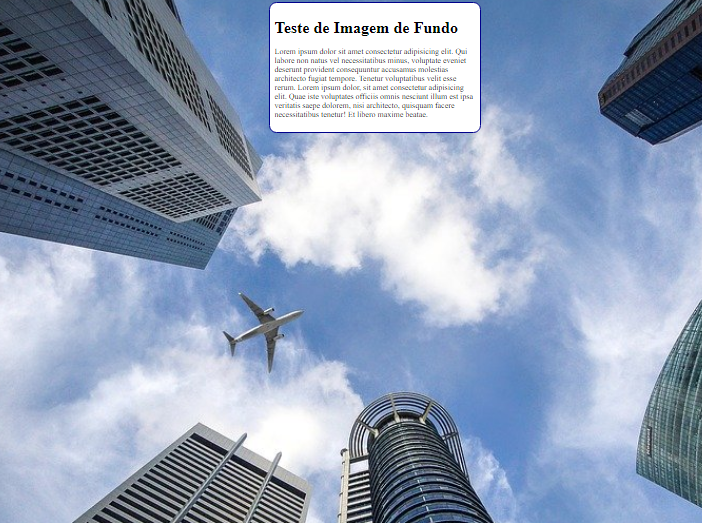 Teste de Imagem de Fundo
Lorem ipsum dolor sit amet consectetur adipisicing elit. Qui
labore non natus vel necessitatibus minus, voluptate eveniet
deserunt provident consequuntur accusamus molestias
architecto fugiat tempore. Tenetur voluptatibus velit esse
rerum. Lorem ipsum dolor, sit amet consectetur adipisicing
elit. Quae iste voluptates officiis omnis nesciunt illum est ipsa
veritatis saepe dolorem, nisi architecto, quisquam facere
necessitatibus tenetur! Et libero maxime beatae.